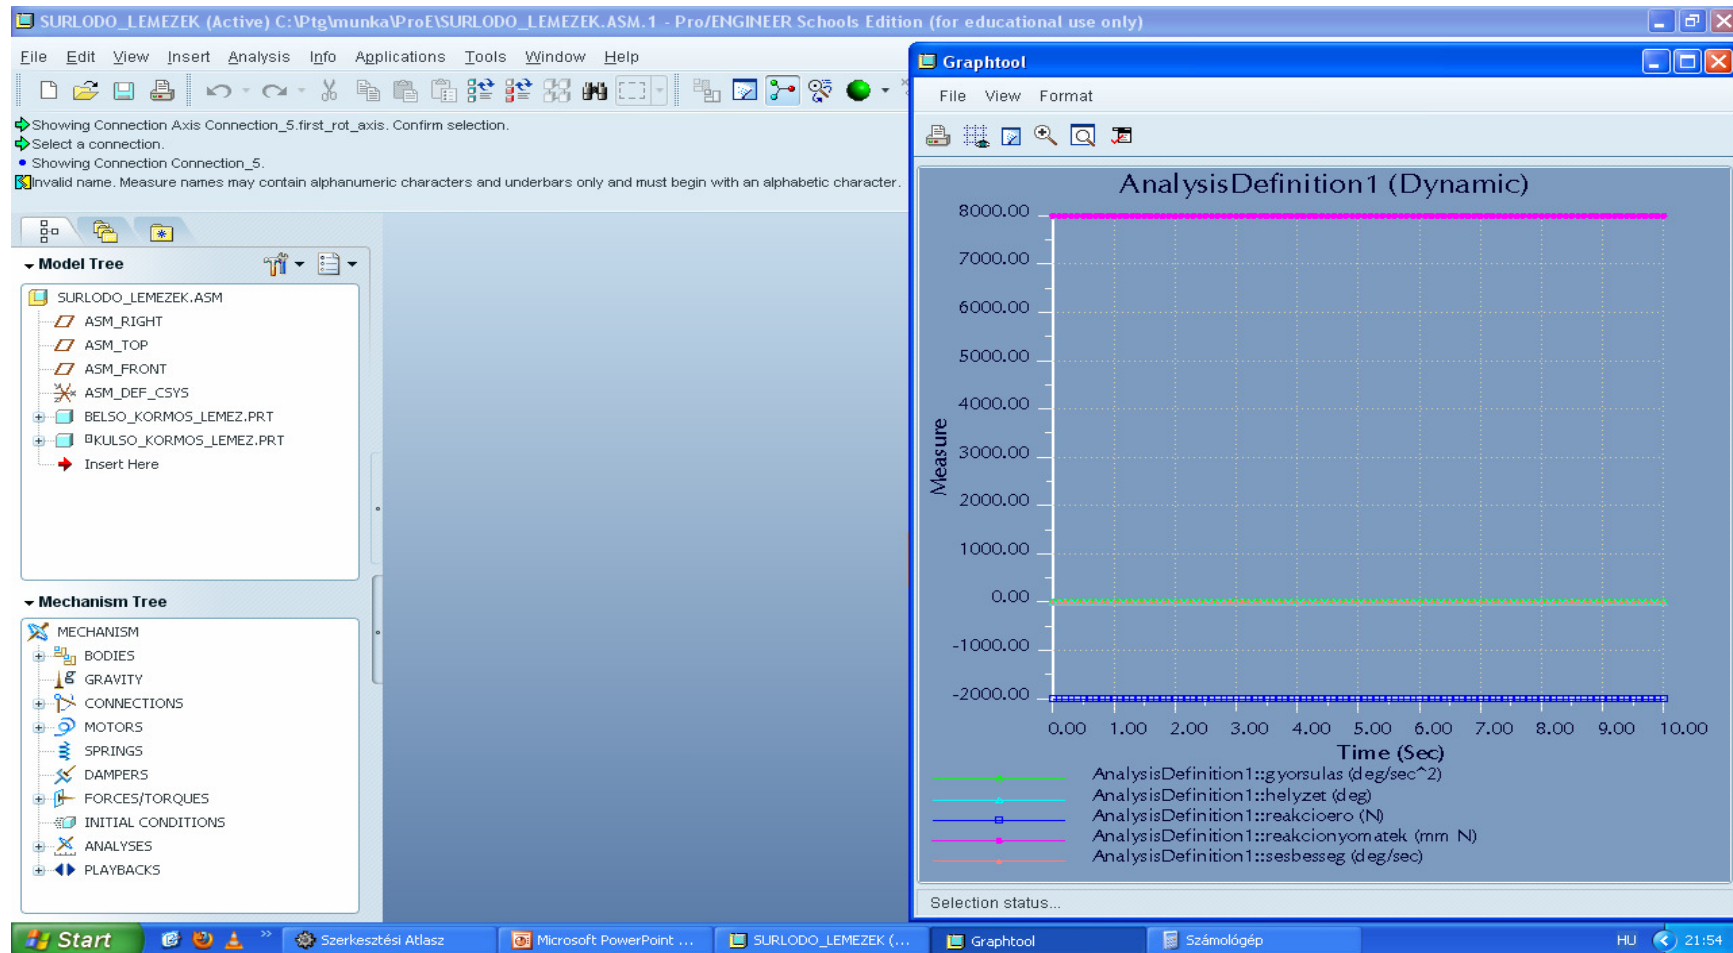 SURLODO_LEMEZEK (Active) C:\Ptg\munka\ProE\SURLODO_LEMEZEK.ASM.1 - Pro/ENGINEER Schools Edition (for educational use only)
File Edit View Insert Analysis Info Applications Tools Window Help
Showing Connection Axis Connection_5.first_rot_axis. Confirm selection.
Select a connection.
Showing Connection Connection_5.
Invalid name. Measure names may contain alphanumeric characters and underbars only and must begin with an alphabetic character.
Model Tree
SURLODO_LEMEZEK.ASM
ASM_RIGHT
ASM_TOP
ASM_FRONT
ASM_DEF_CSYS
BELSO_KORMOS_LEMEZ.PRT
KULSO_KORMOS_LEMEZ.PRT
Insert Here
Mechanism Tree
MECHANISM
BODIES
GRAVITY
CONNECTIONS
MOTORS
SPRINGS
DAMPERS
FORCES/TORQUES
INITIAL CONDITIONS
ANALYSES
PLAYBACKS
Graphtool
File View Format
AnalysisDefinition1 (Dynamic)
8000.00
7000.00
6000.00
5000.00
4000.00
3000.00
2000.00
1000.00
0.00
-1000.00
-2000.00
Measure
0.00 1.00 2.00 3.00 4.00 5.00 6.00 7.00 8.00 9.00 10.00
Time (Sec)
AnalysisDefinition1::gyorsulas (deg/sec^2)
AnalysisDefinition1::helyzet (deg)
AnalysisDefinition1::reakcioero (N)
AnalysisDefinition1::reakcionyomatek (mm N)
AnalysisDefinition1::sesbesseg (deg/sec)
Selection status...
Start
Szerkesztési Atlasz
Microsoft PowerPoint ...
SURLODO_LEMEZEK (...
Graphtool
Számológép
HU
21:54